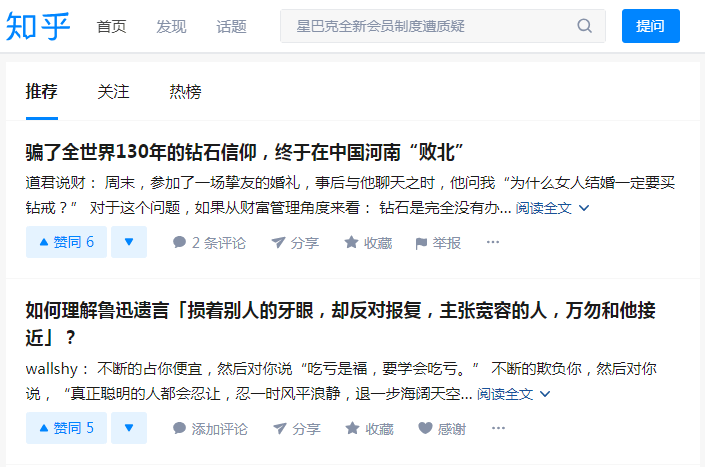 知乎 首页 发现 话题 星巴克全新会员制度遭质疑 提问
推荐 关注 热榜
骗了全世界130年的钻石信仰，终于在中国河南“败北”
道君说财： 周末，参加了一场挚友的婚礼，事后与他聊天之时，他问我“为什么女人结婚一定要买
钻戒？” 对于这个问题，如果从财富管理角度来看： 钻石是完全没有办... 阅读全文
赞同 6 2 条评论 分享 收藏 举报 ···
如何理解鲁迅遗言「损着别人的牙眼，却反对报复，主张宽容的人，万勿和他接
近」？
wallshy： 不断的占你便宜，然后对你说“吃亏是福，要学会吃亏。” 不断的欺负你，然后对你
说，“真正聪明的人都会忍让，忍一时风平浪静，退一步海阔天空... 阅读全文
赞同 5 添加评论 分享 收藏 感谢 ···